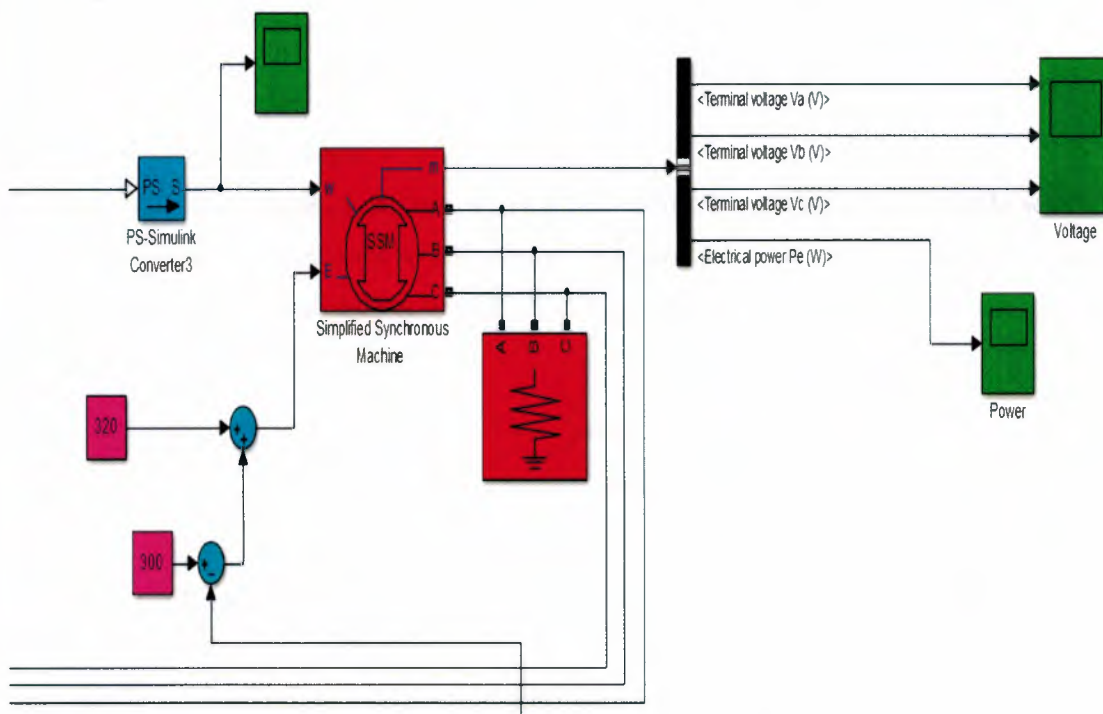 <Terminal voltage Va (V)>
<Terminal voltage Vb (V)>
<Terminal voltage Vc (V)>
<Electrical power Pe (W)>
Voltage
Power
PS S
PS-Simulink
Converter3
SSM
A
B
C
Simplified Synchronous
Machine
A B C
320
300